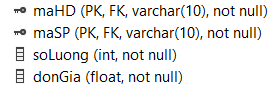 maHD (PK, FK, varchar(10), not null)
maSP (PK, FK, varchar(10), not null)
soLuong (int, not null)
donGia (float, not null)